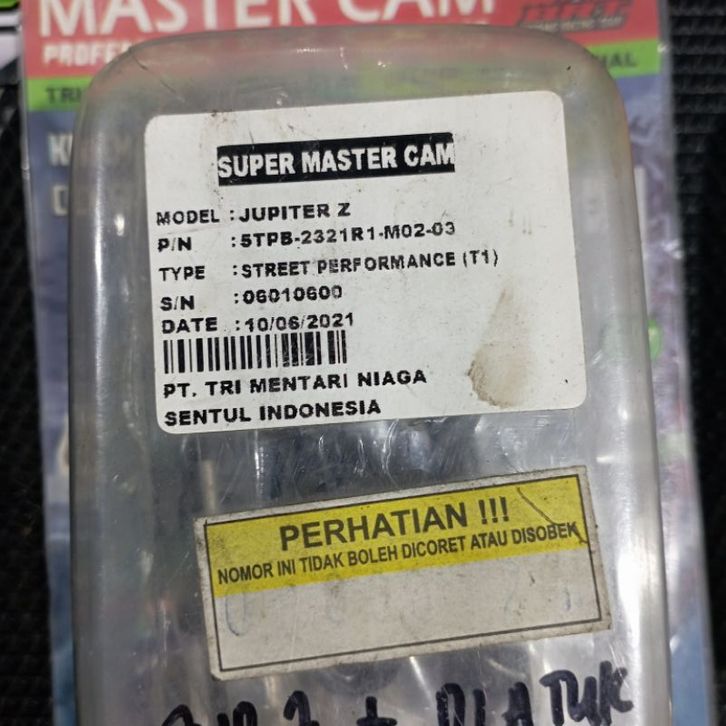 MASTER CAM
SUPER MASTER CAM
MODEL : JUPITER Z
P/N : 5TPB-2321R1-M02-03
TYPE : STREET PERFORMANCE (T1)
S/N : 06010600
DATE : 10/06/2021
PT. TRI MENTARI NIAGA
SENTUL INDONESIA
PERHATIAN !!!
NOMOR INI TIDAK BOLEH DICORET ATAU DISOBEK
+ PLATUK